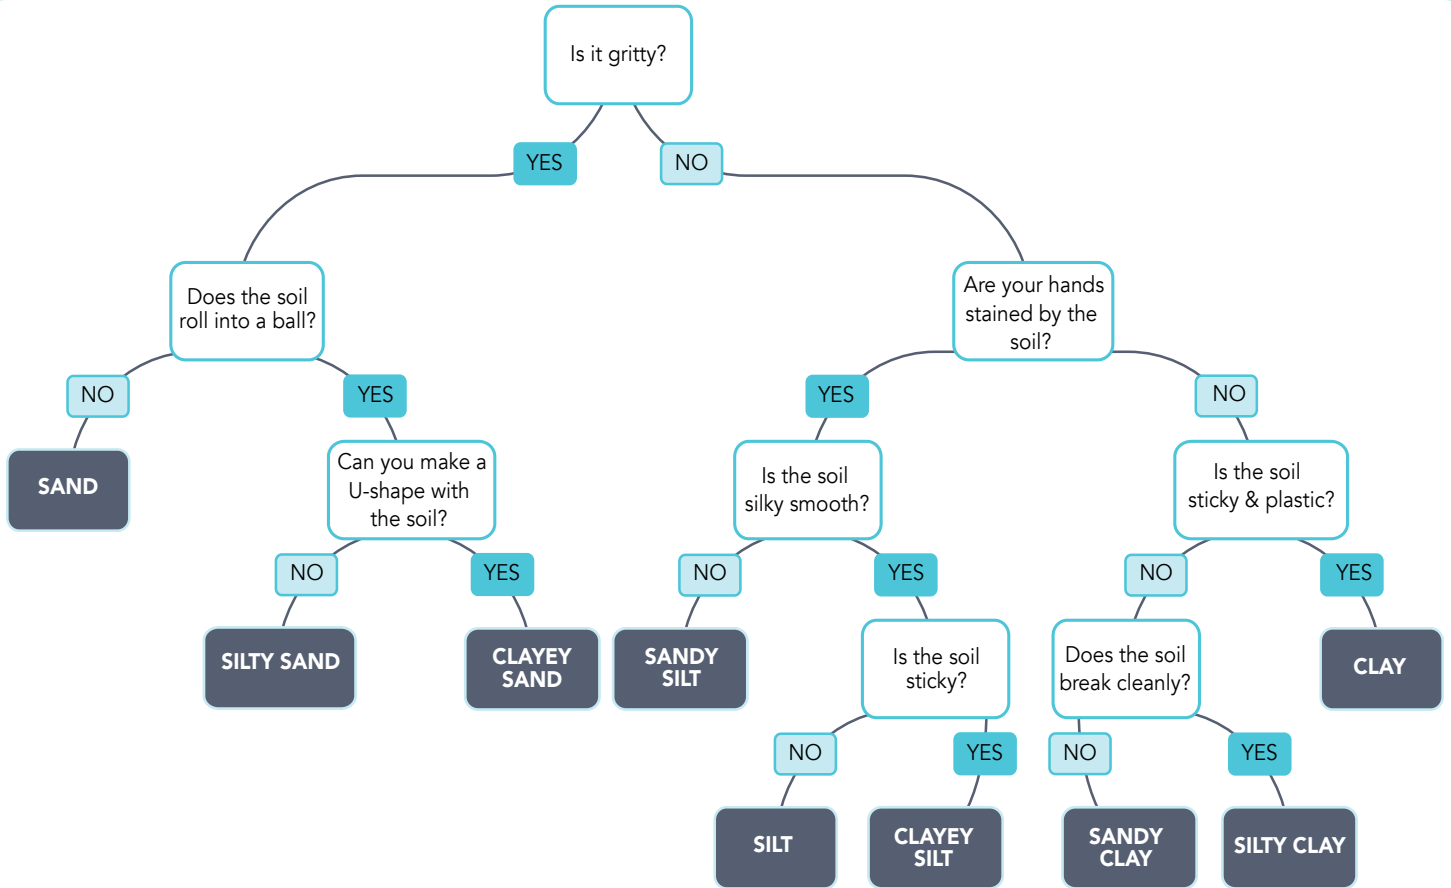 Is it gritty?
YES
NO
Does the soil
roll into a ball?
Are your hands
stained by the
soil?
NO
YES
YES
NO
SAND
Can you make a
U-shape with
the soil?
Is the soil
silky smooth?
Is the soil
sticky & plastic?
NO
YES
NO
YES
NO
YES
SILTY SAND
CLAYEY
SAND
SANDY
SILT
Is the soil
sticky?
Does the soil
break cleanly?
CLAY
NO
YES
NO
YES
SILT
CLAYEY
SILT
SANDY
CLAY
SILTY CLAY